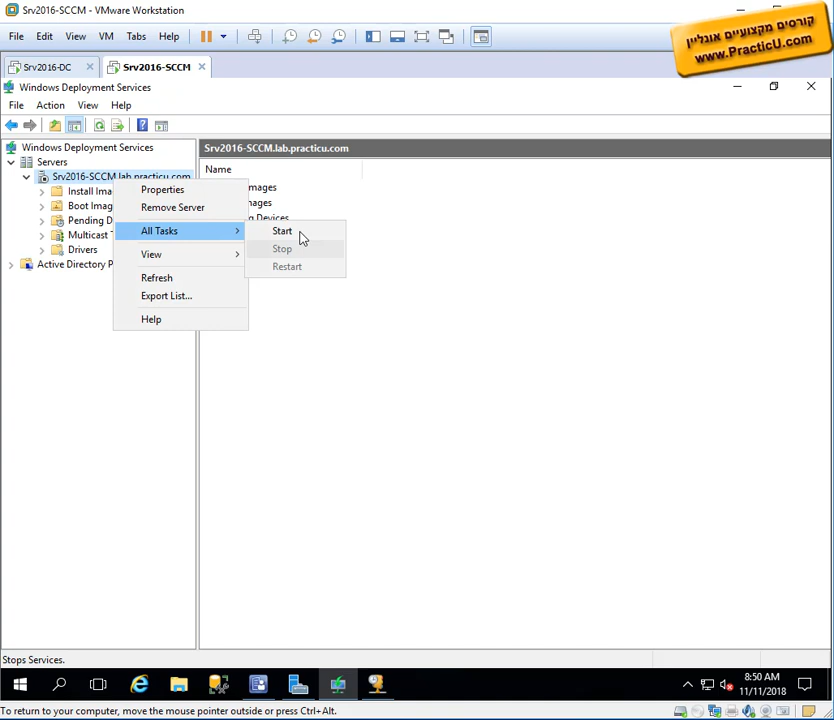 Srv2016-SCCM - VMware Workstation
קורסים מקצועיים אונליין
www.PracticU.com
File Edit View VM Tabs Help
Srv2016-DC Srv2016-SCCM
Windows Deployment Services
File Action View Help
Windows Deployment Services
Servers
Srv2016-SCCM.lab.practicu.com
Install Ima
Boot Imag
Pending D
Multicast T
Drivers
Active Directory P
Properties
Remove Server
All Tasks
View
Refresh
Export List...
Help
Start
Stop
Restart
Srv2016-SCCM.lab.practicu.com
Name
mages
mages
g Devices
Stops Services.
8:50 AM
11/11/2018
To return to your computer, move the mouse pointer outside or press Ctrl+Alt.